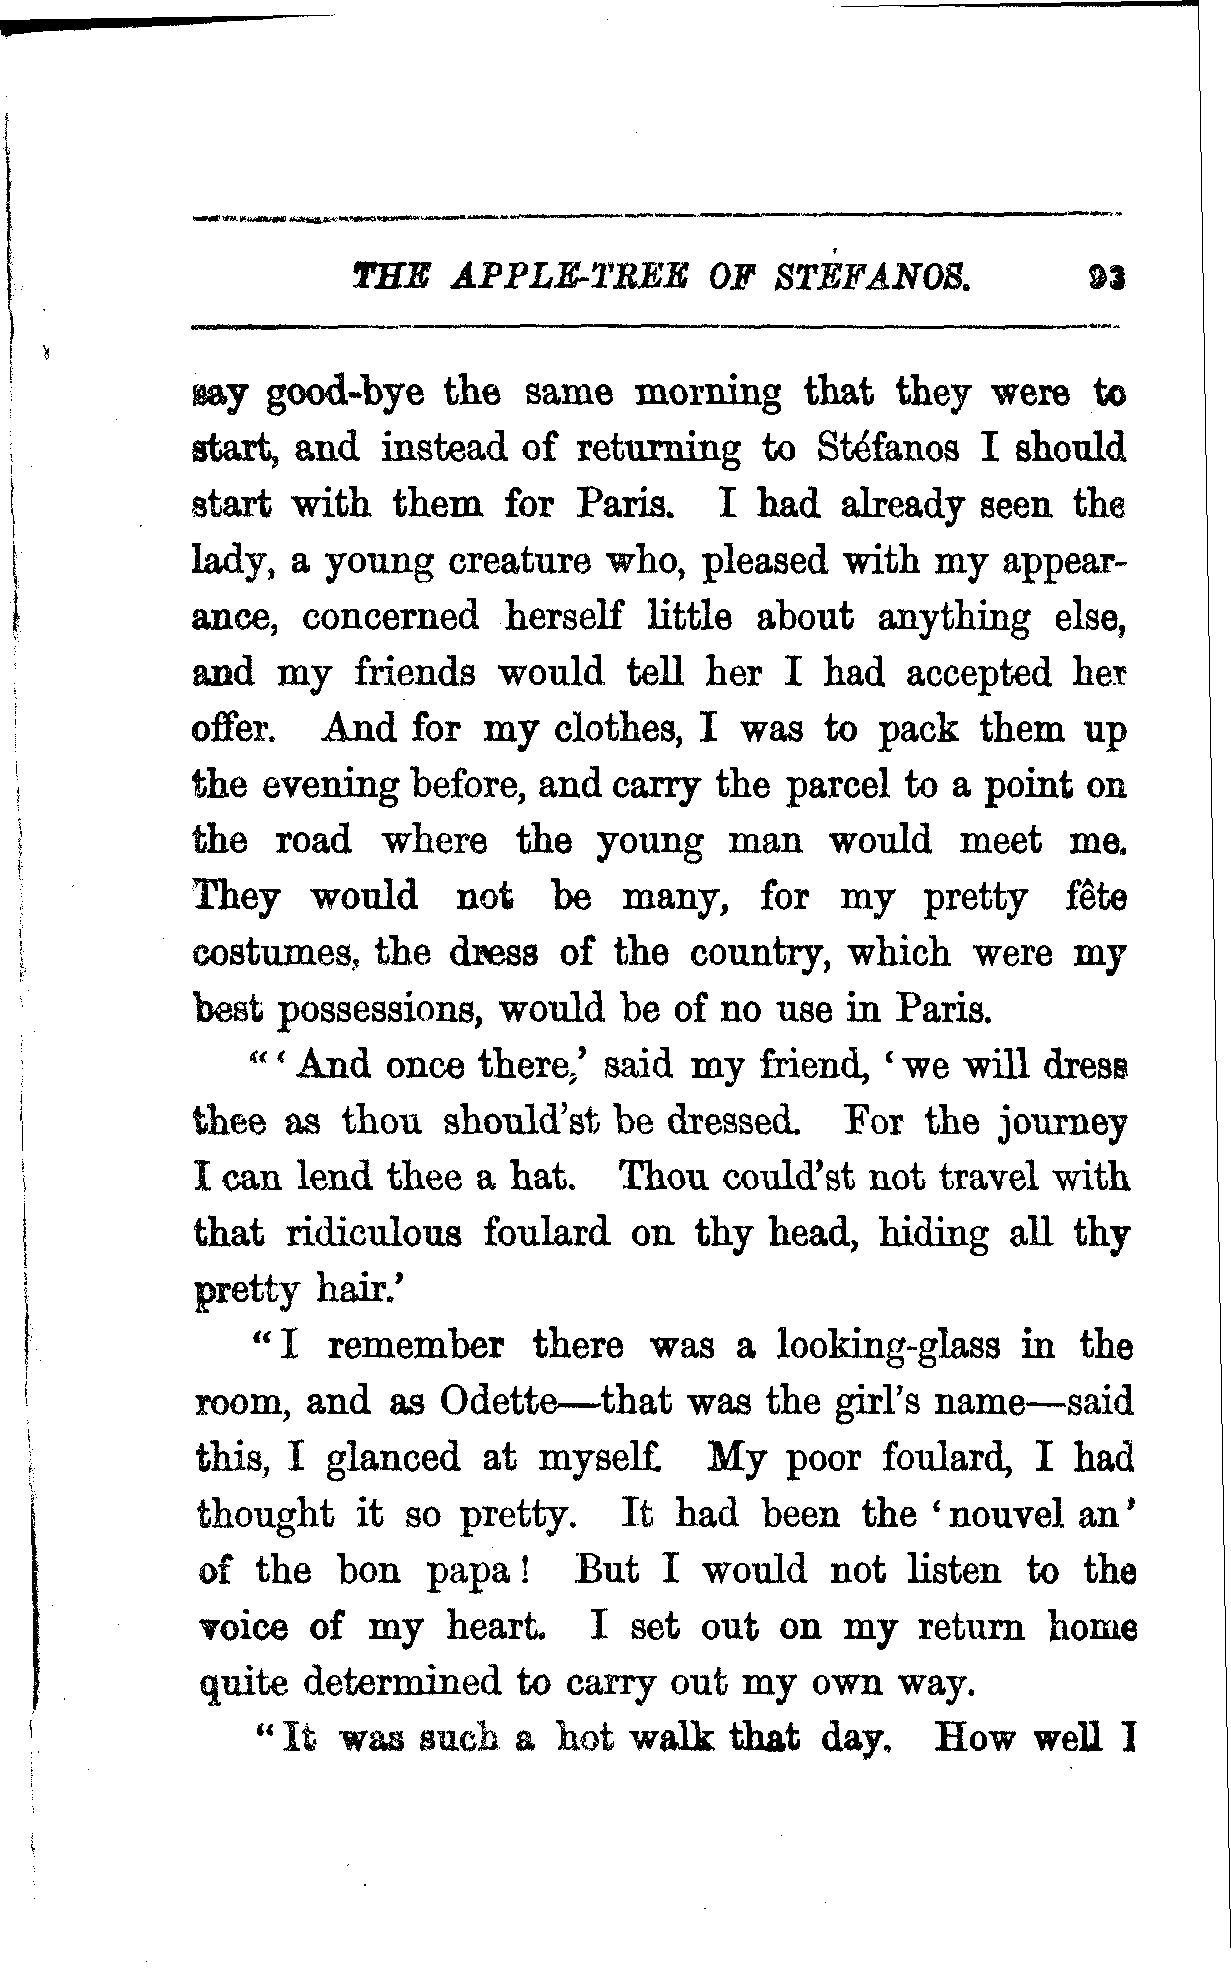 THE APPLE-TREE OF STÉFANOS. 93
say good-bye the same morning that they were to
start, and instead of returning to Stéfanos I should
start with them for Paris. I had already seen the
lady, a young creature who, pleased with my appear-
ance, concerned herself little about anything else,
and my friends would tell her I had accepted her
offer. And for my clothes, I was to pack them up
the evening before, and carry the parcel to a point on
the road where the young man would meet me.
They would not be many, for my pretty fête
costumes, the dress of the country, which were my
best possessions, would be of no use in Paris.
"'And once there,' said my friend, 'we will dress
thee as thou should'st be dressed. For the journey
I can lend thee a hat. Thou could'st not travel with
that ridiculous foulard on thy head, hiding all thy
pretty hair.'
"I remember there was a looking-glass in the
room, and as Odette—that was the girl's name—said
this, I glanced at myself. My poor foulard, I had
thought it so pretty. It had been the 'nouvel an'
of the bon papa! But I would not listen to the
voice of my heart. I set out on my return home
quite determined to carry out my own way.
"It was such a hot walk that day. How well I